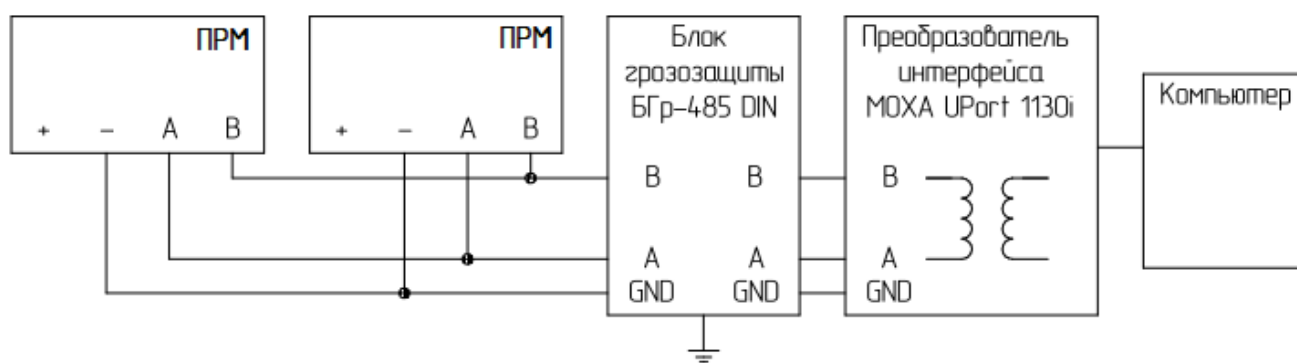 ПРМ
+ – A B
ПРМ
+ – A B
Блок
грозозащиты
БГр-485 DIN
B B
A A
GND GND
Преобразователь
интерфейса
MOXA UPort 1130i
B
A
GND
Компьютер